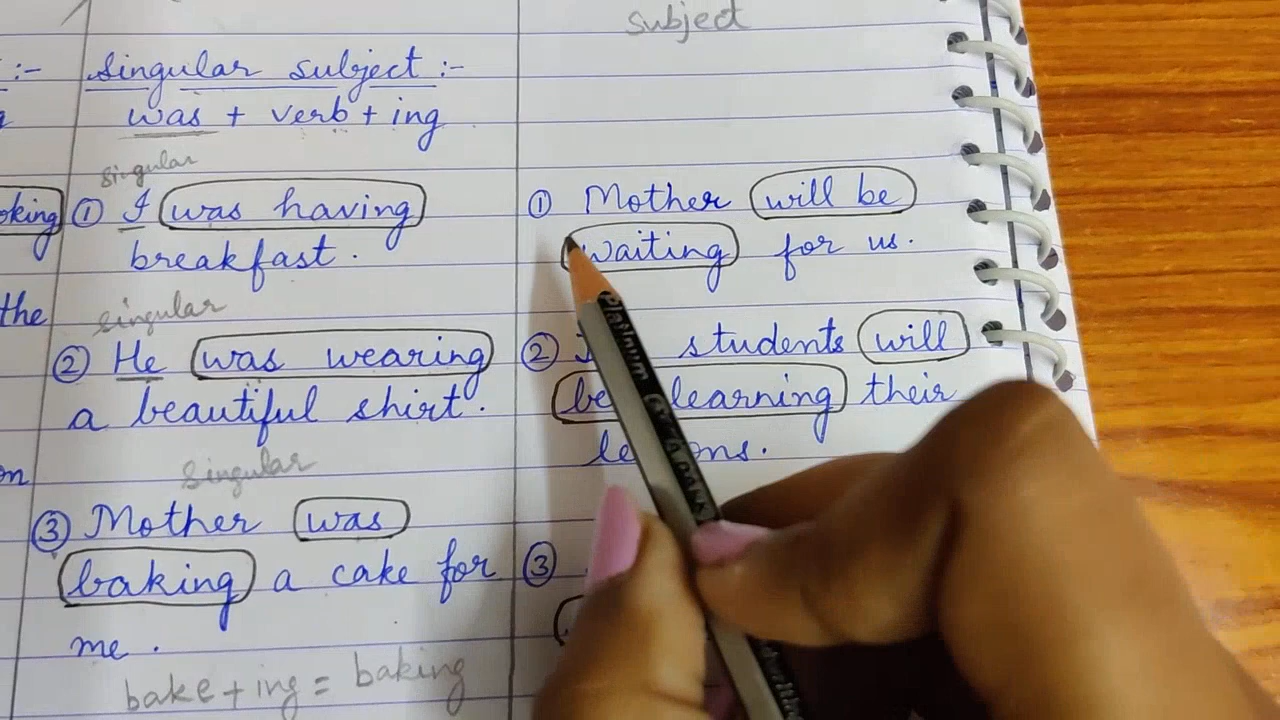 subject
:- singular subject :-
was + verb + ing
singular
① I was having
breakfast.
singular
② He was wearing
a beautiful shirt.
singular
③ Mother was
baking a cake for
me.
bake + ing = baking
oking
the
① Mother will be
waiting for us.
② students will
be learning their
③
Platinum